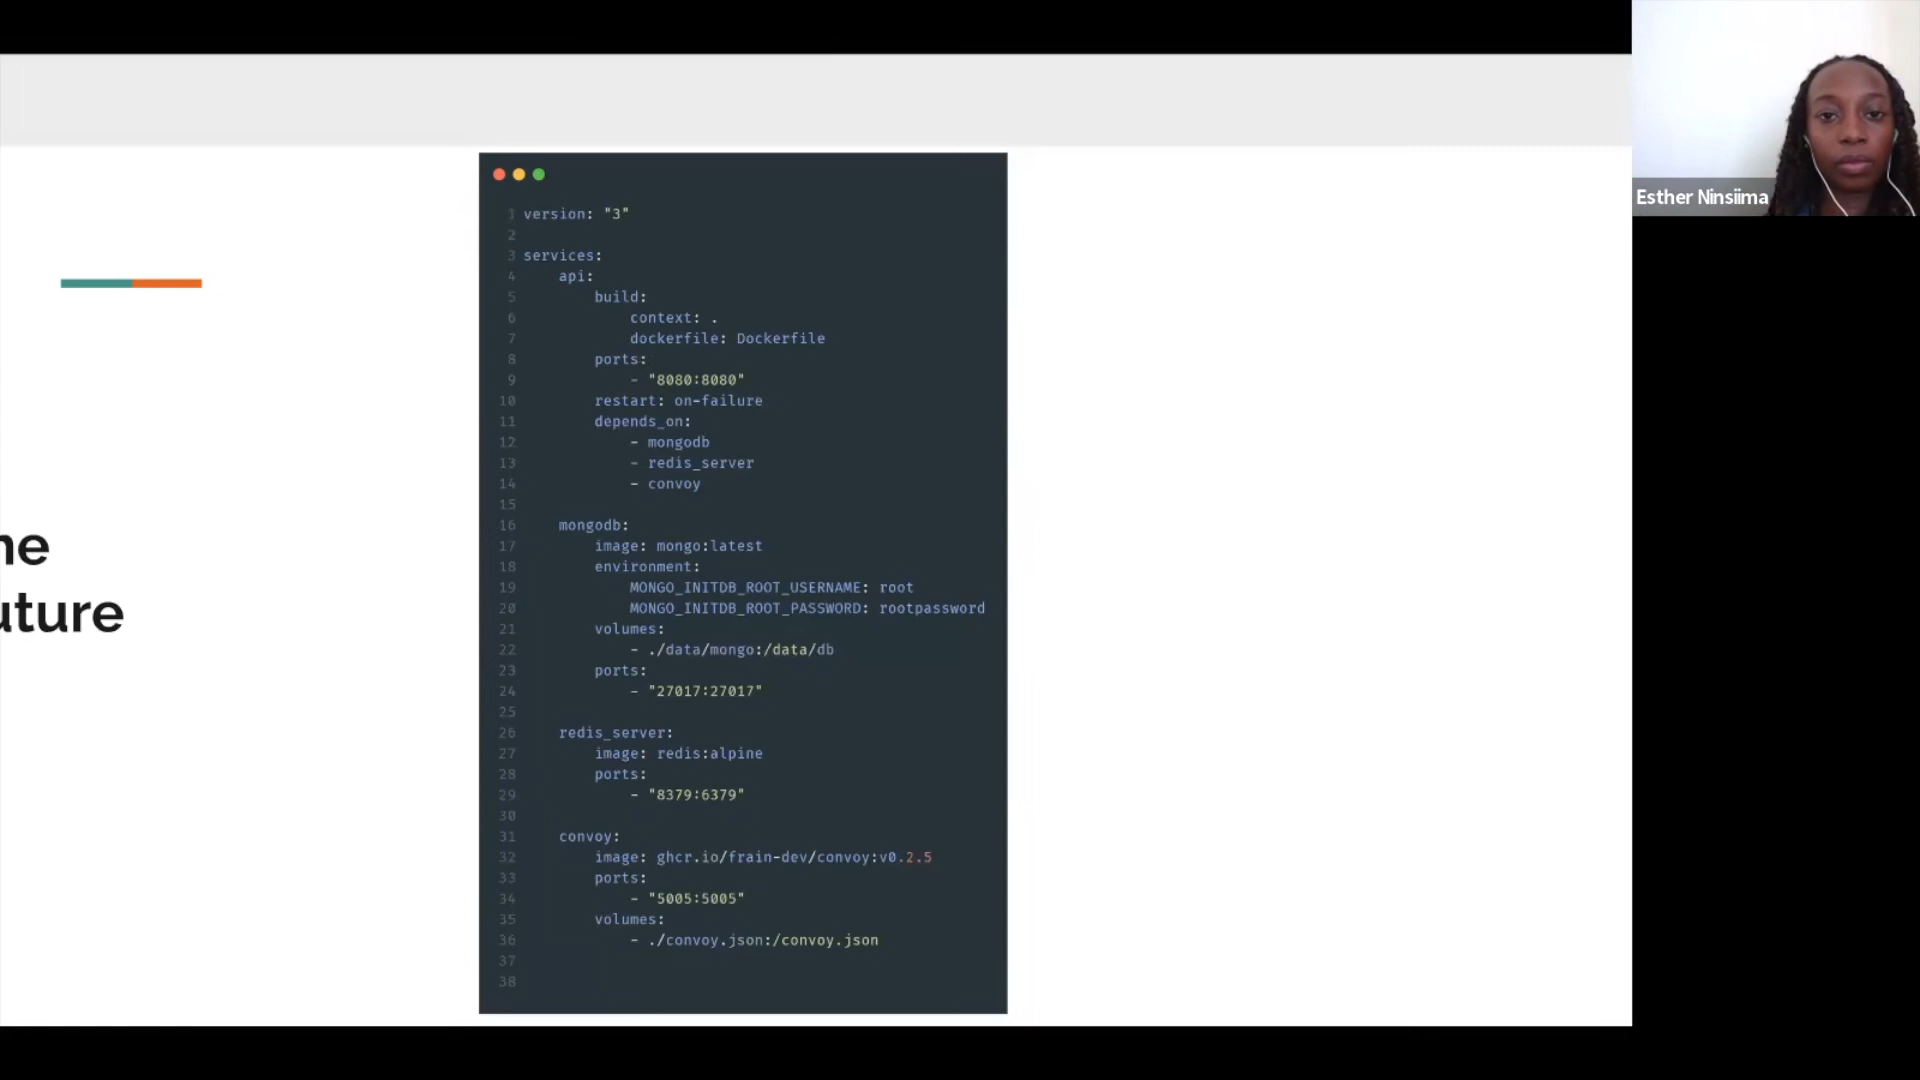 ne
uture
1 version: "3"
2
3 services:
4 api:
5 build:
6 context: .
7 dockerfile: Dockerfile
8 ports:
9 - "8080:8080"
10 restart: on-failure
11 depends_on:
12 - mongodb
13 - redis_server
14 - convoy
15
16 mongodb:
17 image: mongo:latest
18 environment:
19 MONGO_INITDB_ROOT_USERNAME: root
20 MONGO_INITDB_ROOT_PASSWORD: rootpassword
21 volumes:
22 - ./data/mongo:/data/db
23 ports:
24 - "27017:27017"
25
26 redis_server:
27 image: redis:alpine
28 ports:
29 - "8379:6379"
30
31 convoy:
32 image: ghcr.io/frain-dev/convoy:v0.2.5
33 ports:
34 - "5005:5005"
35 volumes:
36 - ./convoy.json:/convoy.json
37
38
Esther Ninsiima